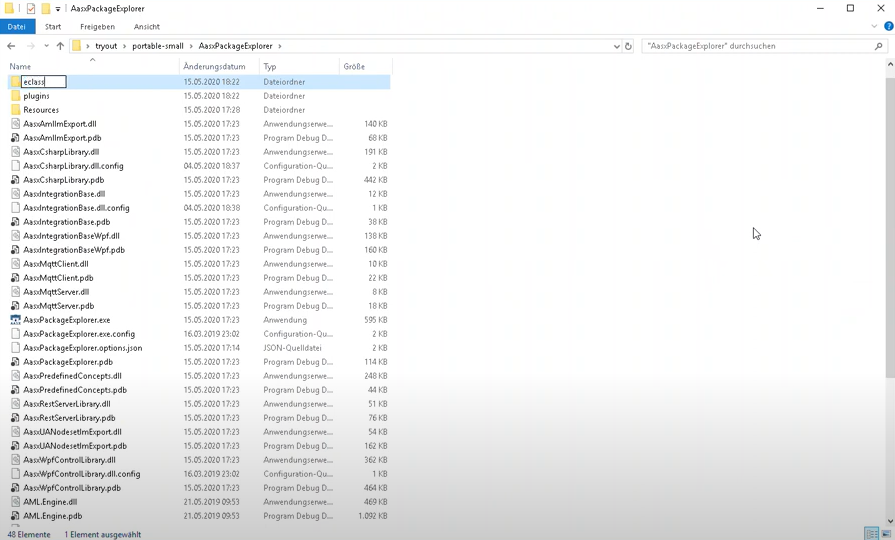 AasxPackageExplorer
Datei Start Freigeben Ansicht
tryout portable-small AasxPackageExplorer "AasxPackageExplorer" durchsuchen
Name Änderungsdatum Typ Größe
eclass 15.05.2020 18:22 Dateiordner
plugins 15.05.2020 18:22 Dateiordner
Resources 15.05.2020 17:28 Dateiordner
AasxAmlImExport.dll 15.05.2020 17:23 Anwendungserwe... 140 KB
AasxAmlImExport.pdb 15.05.2020 17:23 Program Debug D... 68 KB
AasxCsharpLibrary.dll 15.05.2020 17:23 Anwendungserwe... 191 KB
AasxCsharpLibrary.dll.config 04.05.2020 18:37 Configuration-Qu... 2 KB
AasxCsharpLibrary.pdb 15.05.2020 17:23 Program Debug D... 442 KB
AasxIntegrationBase.dll 15.05.2020 17:23 Anwendungserwe... 12 KB
AasxIntegrationBase.dll.config 04.05.2020 18:38 Configuration-Qu... 1 KB
AasxIntegrationBase.pdb 15.05.2020 17:23 Program Debug D... 38 KB
AasxIntegrationBaseWpf.dll 15.05.2020 17:23 Anwendungserwe... 138 KB
AasxIntegrationBaseWpf.pdb 15.05.2020 17:23 Program Debug D... 160 KB
AasxMqttClient.dll 15.05.2020 17:23 Anwendungserwe... 10 KB
AasxMqttClient.pdb 15.05.2020 17:23 Program Debug D... 22 KB
AasxMqttServer.dll 15.05.2020 17:23 Anwendungserwe... 8 KB
AasxMqttServer.pdb 15.05.2020 17:23 Program Debug D... 18 KB
AasxPackageExplorer.exe 15.05.2020 17:23 Anwendung 595 KB
AasxPackageExplorer.exe.config 16.03.2019 23:02 Configuration-Qu... 2 KB
AasxPackageExplorer.options.json 15.05.2020 17:14 JSON-Quelldatei 2 KB
AasxPackageExplorer.pdb 15.05.2020 17:23 Program Debug D... 114 KB
AasxPredefinedConcepts.dll 15.05.2020 17:23 Anwendungserwe... 248 KB
AasxPredefinedConcepts.pdb 15.05.2020 17:23 Program Debug D... 44 KB
AasxRestServerLibrary.dll 15.05.2020 17:23 Anwendungserwe... 51 KB
AasxRestServerLibrary.pdb 15.05.2020 17:23 Program Debug D... 76 KB
AasxUANodesetImExport.dll 15.05.2020 17:23 Anwendungserwe... 54 KB
AasxUANodesetImExport.pdb 15.05.2020 17:23 Program Debug D... 162 KB
AasxWpfControlLibrary.dll 15.05.2020 17:23 Anwendungserwe... 362 KB
AasxWpfControlLibrary.dll.config 16.03.2019 23:02 Configuration-Qu... 1 KB
AasxWpfControlLibrary.pdb 15.05.2020 17:23 Program Debug D... 464 KB
AML.Engine.dll 21.05.2019 09:53 Anwendungserwe... 469 KB
AML.Engine.pdb 21.05.2019 09:53 Program Debug D... 1.092 KB
48 Elemente 1 Element ausgewählt